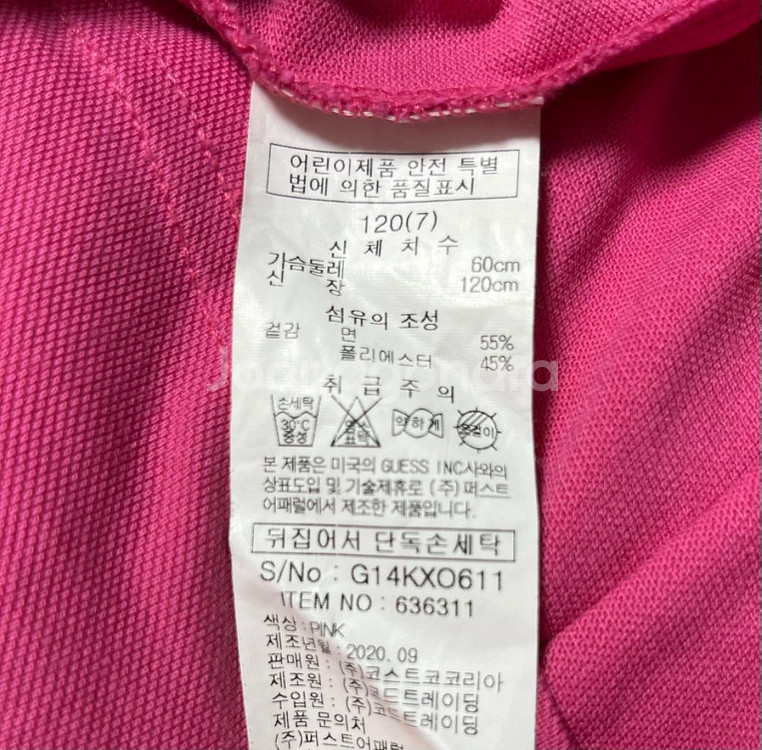 어린이제품 안전 특별
법에 의한 품질표시
120(7)
신 체 치 수
가슴둘레 60cm
신 장 120cm
섬유의 조성
겉감 면 55%
폴리에스터 45%
취 급 주 의
손세탁
30℃
중성
염소
표백
약하게
옷걸이
본 제품은 미국의 GUESS INC사와의
상표도입 및 기술제휴로 (주)퍼스트
어패럴에서 제조한 제품입니다.
뒤집어서 단독손세탁
S/No : G14KXO611
ITEM NO : 636311
색상 : PINK
제조년월 : 2020. 09
판매원 : (주)코스트코코리아
제조원 : (주)코드트레이딩
수입원 : (주)코드트레이딩
제품 문의처
(주)퍼스트어패럴